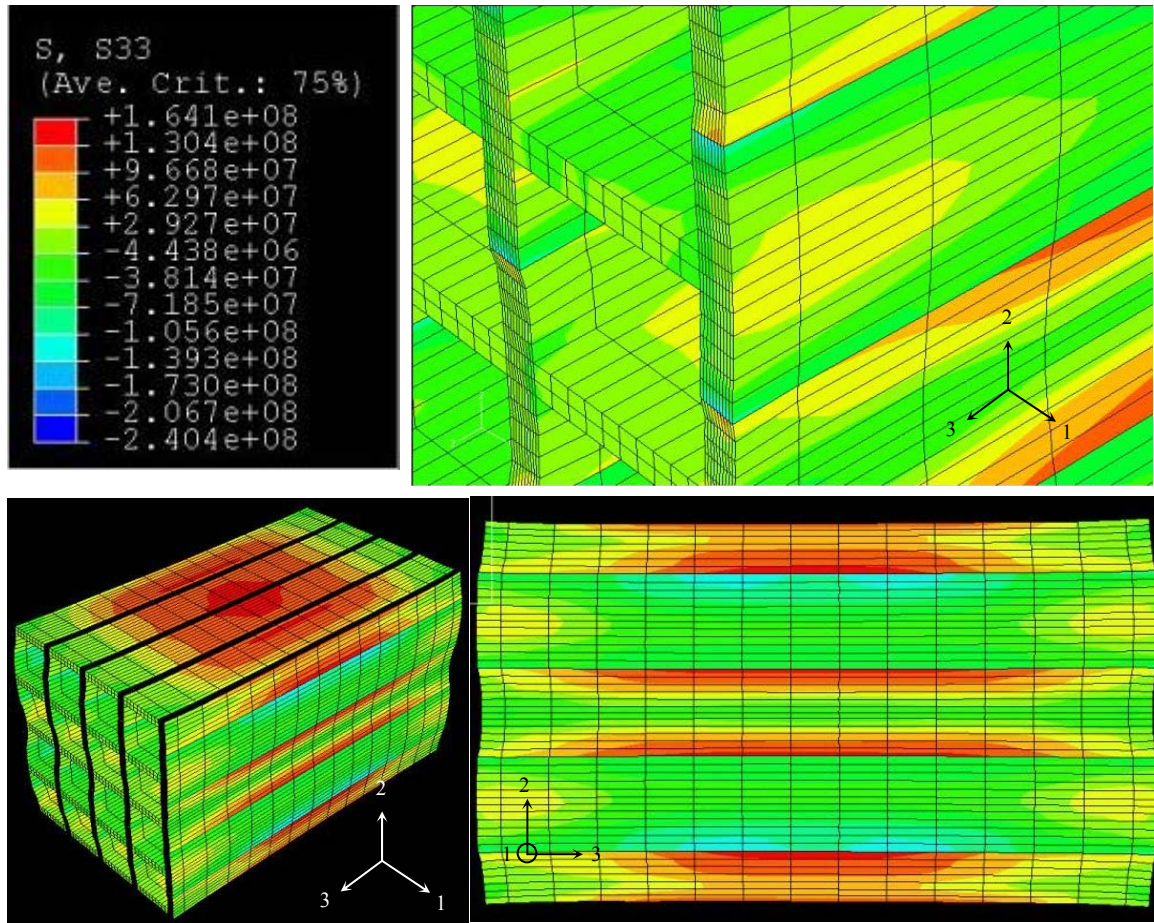 S, S33
(Ave. Crit.: 75%)
+1.641e+08
+1.304e+08
+9.668e+07
+6.297e+07
+2.927e+07
-4.438e+06
-3.814e+07
-7.185e+07
-1.056e+08
-1.393e+08
-1.730e+08
-2.067e+08
-2.404e+08
2
3
1
2
3
1
2
1
3